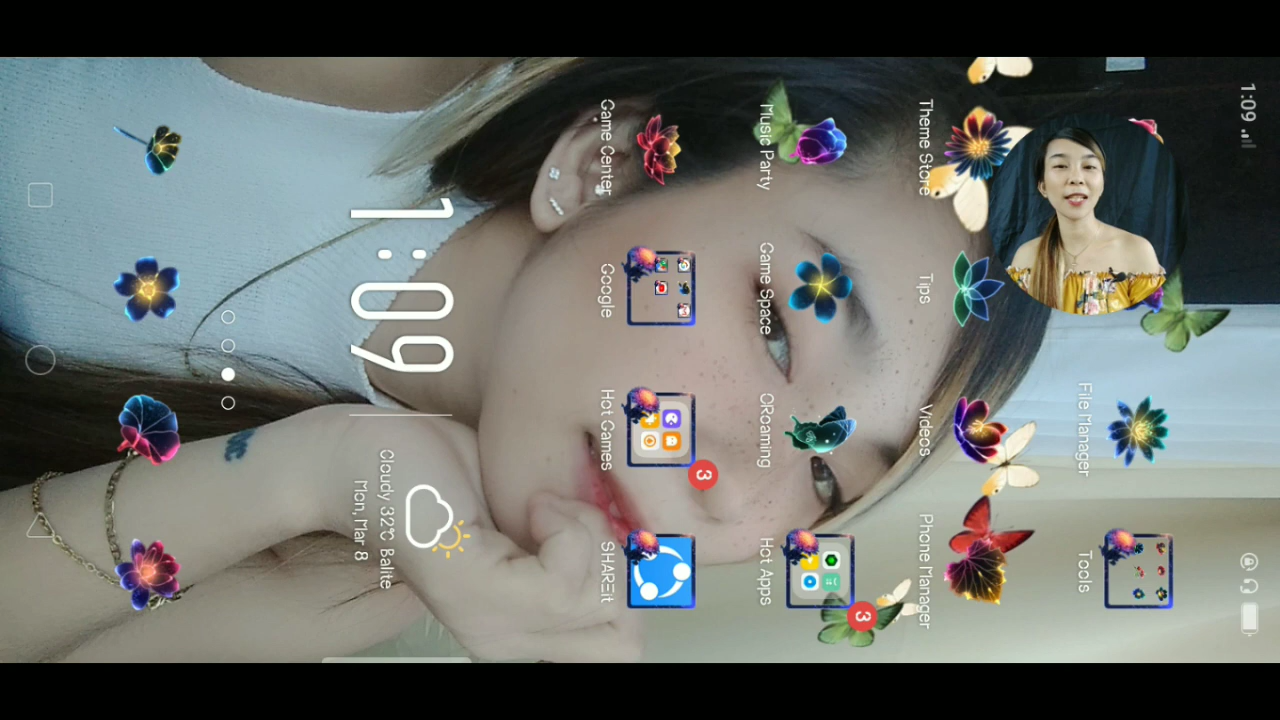 1:09
1:09
Cloudy 32°C Balite
Mon, Mar 8
Game Center
Google
Hot Games
3
SHAREit
Music Party
Game Space
ORoaming
Hot Apps
3
Theme Store
Tips
Videos
Phone Manager
File Manager
Tools